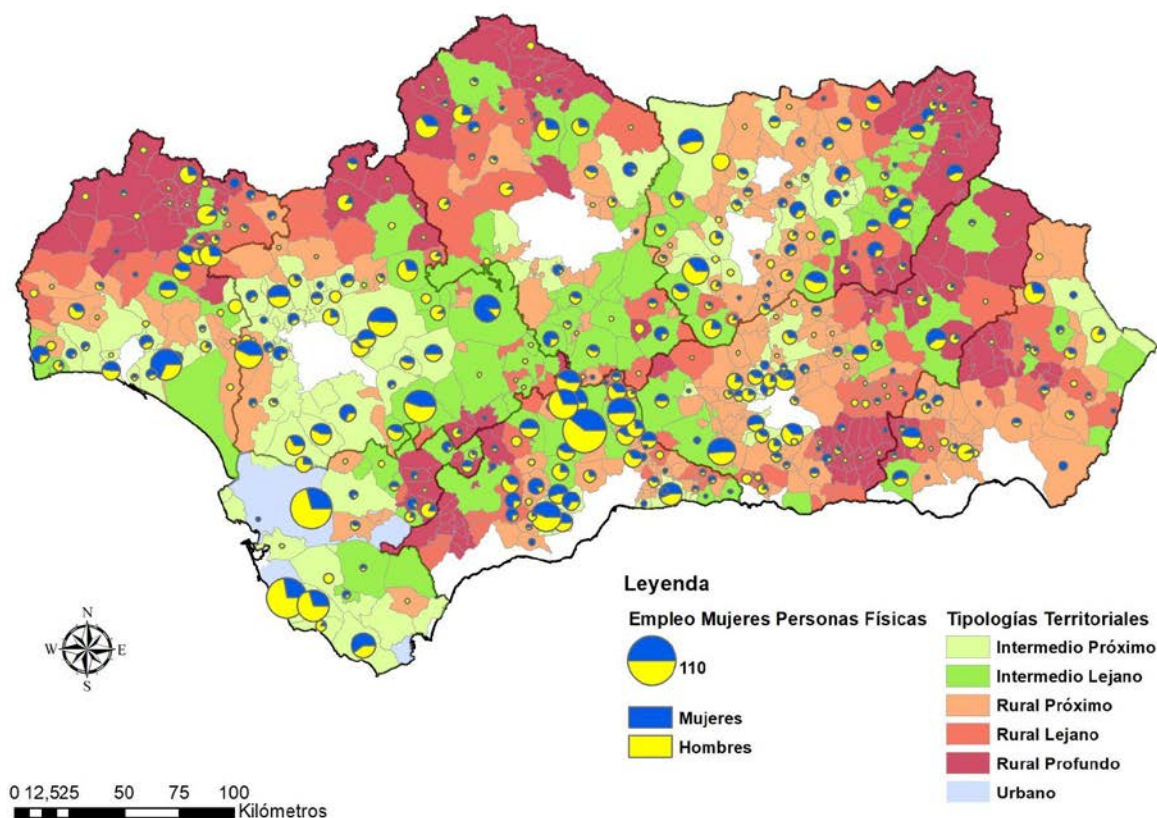 Leyenda
Empleo Mujeres Personas Físicas
110
Mujeres
Hombres
Tipologías Territoriales
Intermedio Próximo
Intermedio Lejano
Rural Próximo
Rural Lejano
Rural Profundo
Urbano
N
W E
S
0 12,525 50 75 100
Kilómetros